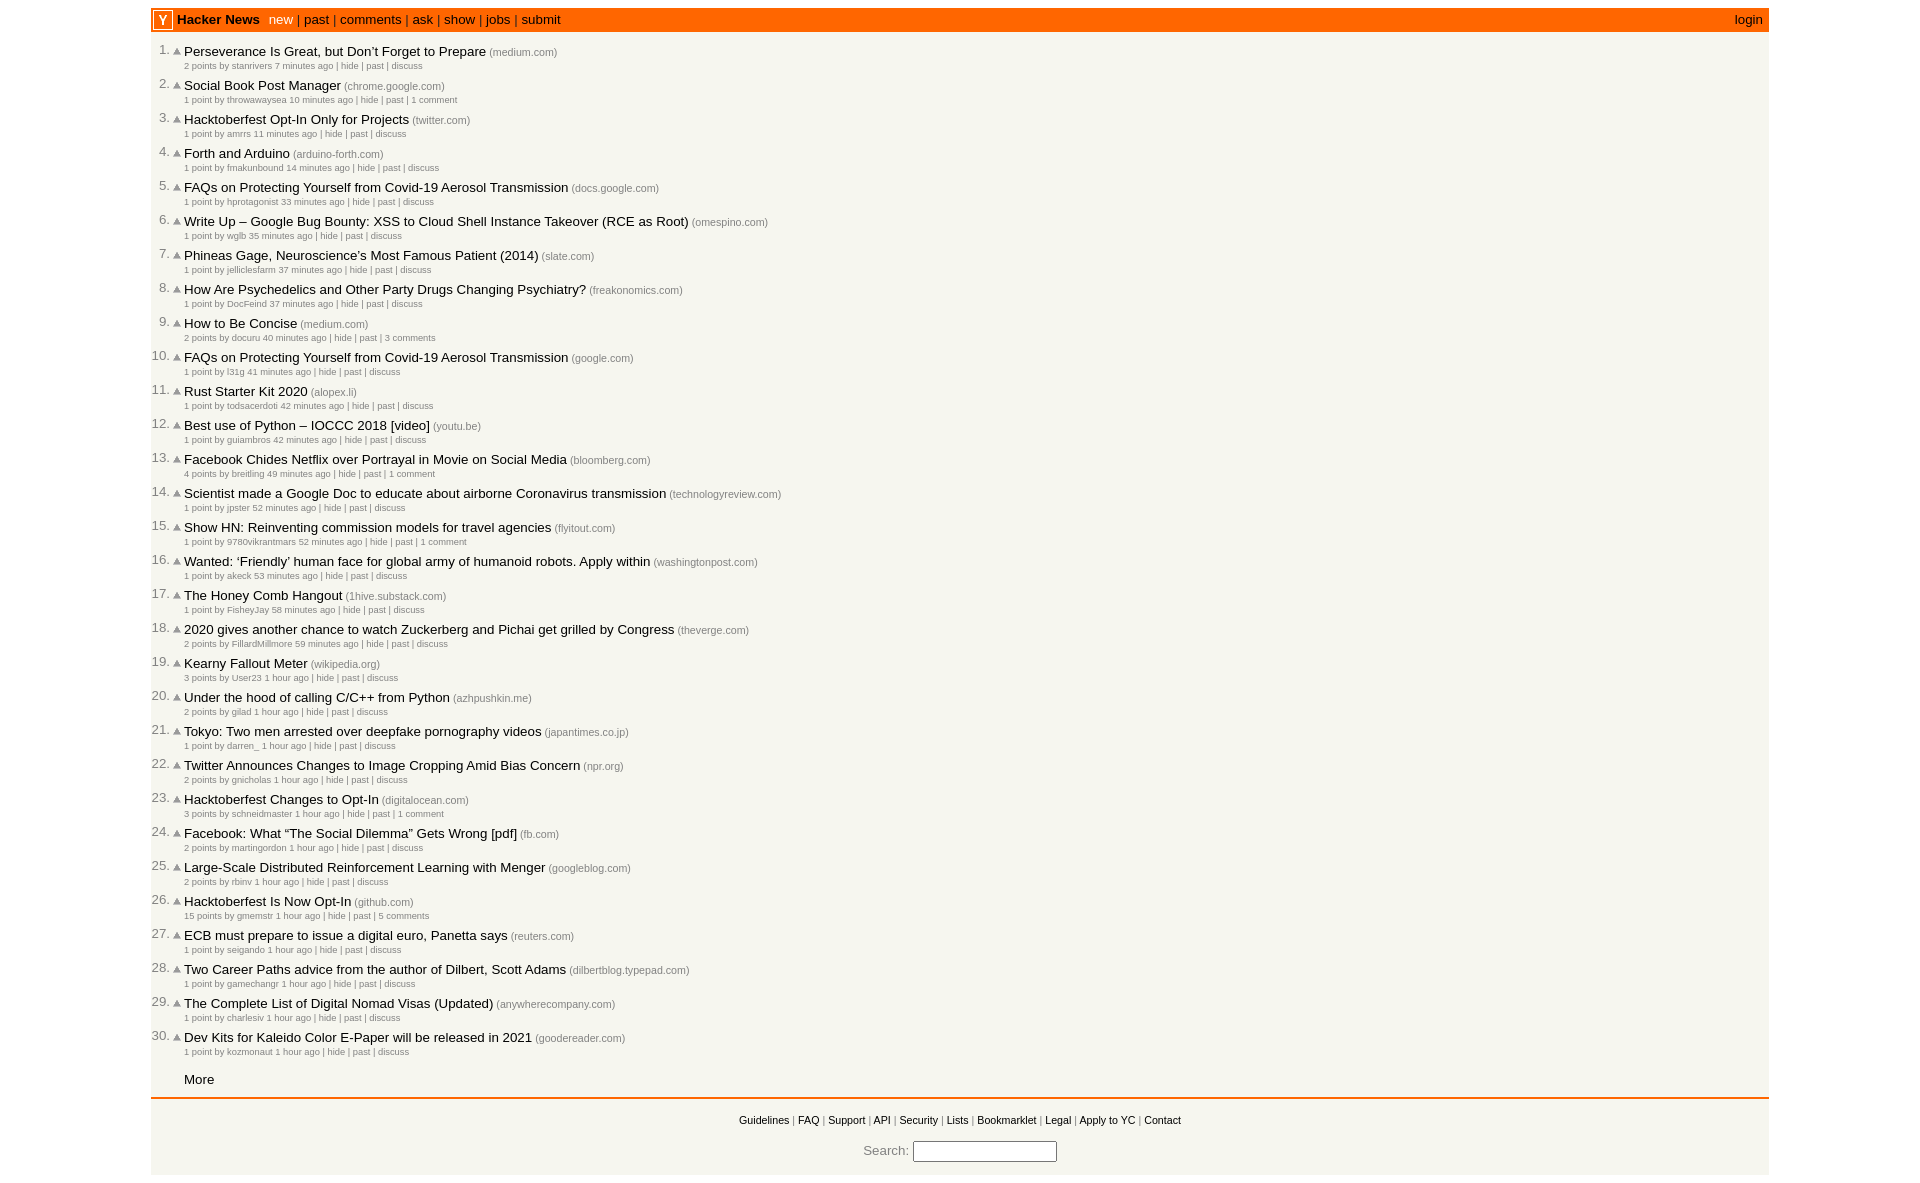 Y Hacker News new | past | comments | ask | show | jobs | submit login
1. Perseverance Is Great, but Don’t Forget to Prepare (medium.com)
2 points by stanrivers 7 minutes ago | hide | past | discuss
2. Social Book Post Manager (chrome.google.com)
1 point by throwawaysea 10 minutes ago | hide | past | 1 comment
3. Hacktoberfest Opt-In Only for Projects (twitter.com)
1 point by amrrs 11 minutes ago | hide | past | discuss
4. Forth and Arduino (arduino-forth.com)
1 point by fmakunbound 14 minutes ago | hide | past | discuss
5. FAQs on Protecting Yourself from Covid-19 Aerosol Transmission (docs.google.com)
1 point by hprotagonist 33 minutes ago | hide | past | discuss
6. Write Up – Google Bug Bounty: XSS to Cloud Shell Instance Takeover (RCE as Root) (omespino.com)
1 point by wglb 35 minutes ago | hide | past | discuss
7. Phineas Gage, Neuroscience’s Most Famous Patient (2014) (slate.com)
1 point by jelliclesfarm 37 minutes ago | hide | past | discuss
8. How Are Psychedelics and Other Party Drugs Changing Psychiatry? (freakonomics.com)
1 point by DocFeind 37 minutes ago | hide | past | discuss
9. How to Be Concise (medium.com)
2 points by docuru 40 minutes ago | hide | past | 3 comments
10. FAQs on Protecting Yourself from Covid-19 Aerosol Transmission (google.com)
1 point by l31g 41 minutes ago | hide | past | discuss
11. Rust Starter Kit 2020 (alopex.li)
1 point by todsacerdoti 42 minutes ago | hide | past | discuss
12. Best use of Python – IOCCC 2018 [video] (youtu.be)
1 point by guiambros 42 minutes ago | hide | past | discuss
13. Facebook Chides Netflix over Portrayal in Movie on Social Media (bloomberg.com)
4 points by breitling 49 minutes ago | hide | past | 1 comment
14. Scientist made a Google Doc to educate about airborne Coronavirus transmission (technologyreview.com)
1 point by jpster 52 minutes ago | hide | past | discuss
15. Show HN: Reinventing commission models for travel agencies (flyitout.com)
1 point by 9780vikrantmars 52 minutes ago | hide | past | 1 comment
16. Wanted: ‘Friendly’ human face for global army of humanoid robots. Apply within (washingtonpost.com)
1 point by akeck 53 minutes ago | hide | past | discuss
17. The Honey Comb Hangout (1hive.substack.com)
1 point by FisheyJay 58 minutes ago | hide | past | discuss
18. 2020 gives another chance to watch Zuckerberg and Pichai get grilled by Congress (theverge.com)
2 points by FillardMillmore 59 minutes ago | hide | past | discuss
19. Kearny Fallout Meter (wikipedia.org)
3 points by User23 1 hour ago | hide | past | discuss
20. Under the hood of calling C/C++ from Python (azhpushkin.me)
2 points by gilad 1 hour ago | hide | past | discuss
21. Tokyo: Two men arrested over deepfake pornography videos (japantimes.co.jp)
1 point by darren_ 1 hour ago | hide | past | discuss
22. Twitter Announces Changes to Image Cropping Amid Bias Concern (npr.org)
2 points by gnicholas 1 hour ago | hide | past | discuss
23. Hacktoberfest Changes to Opt-In (digitalocean.com)
3 points by schneidmaster 1 hour ago | hide | past | 1 comment
24. Facebook: What “The Social Dilemma” Gets Wrong [pdf] (fb.com)
2 points by martingordon 1 hour ago | hide | past | discuss
25. Large-Scale Distributed Reinforcement Learning with Menger (googleblog.com)
2 points by rbinv 1 hour ago | hide | past | discuss
26. Hacktoberfest Is Now Opt-In (github.com)
15 points by gmemstr 1 hour ago | hide | past | 5 comments
27. ECB must prepare to issue a digital euro, Panetta says (reuters.com)
1 point by seigando 1 hour ago | hide | past | discuss
28. Two Career Paths advice from the author of Dilbert, Scott Adams (dilbertblog.typepad.com)
1 point by gamechangr 1 hour ago | hide | past | discuss
29. The Complete List of Digital Nomad Visas (Updated) (anywherecompany.com)
1 point by charlesiv 1 hour ago | hide | past | discuss
30. Dev Kits for Kaleido Color E-Paper will be released in 2021 (goodereader.com)
1 point by kozmonaut 1 hour ago | hide | past | discuss
More
Guidelines | FAQ | Support | API | Security | Lists | Bookmarklet | Legal | Apply to YC | Contact
Search: